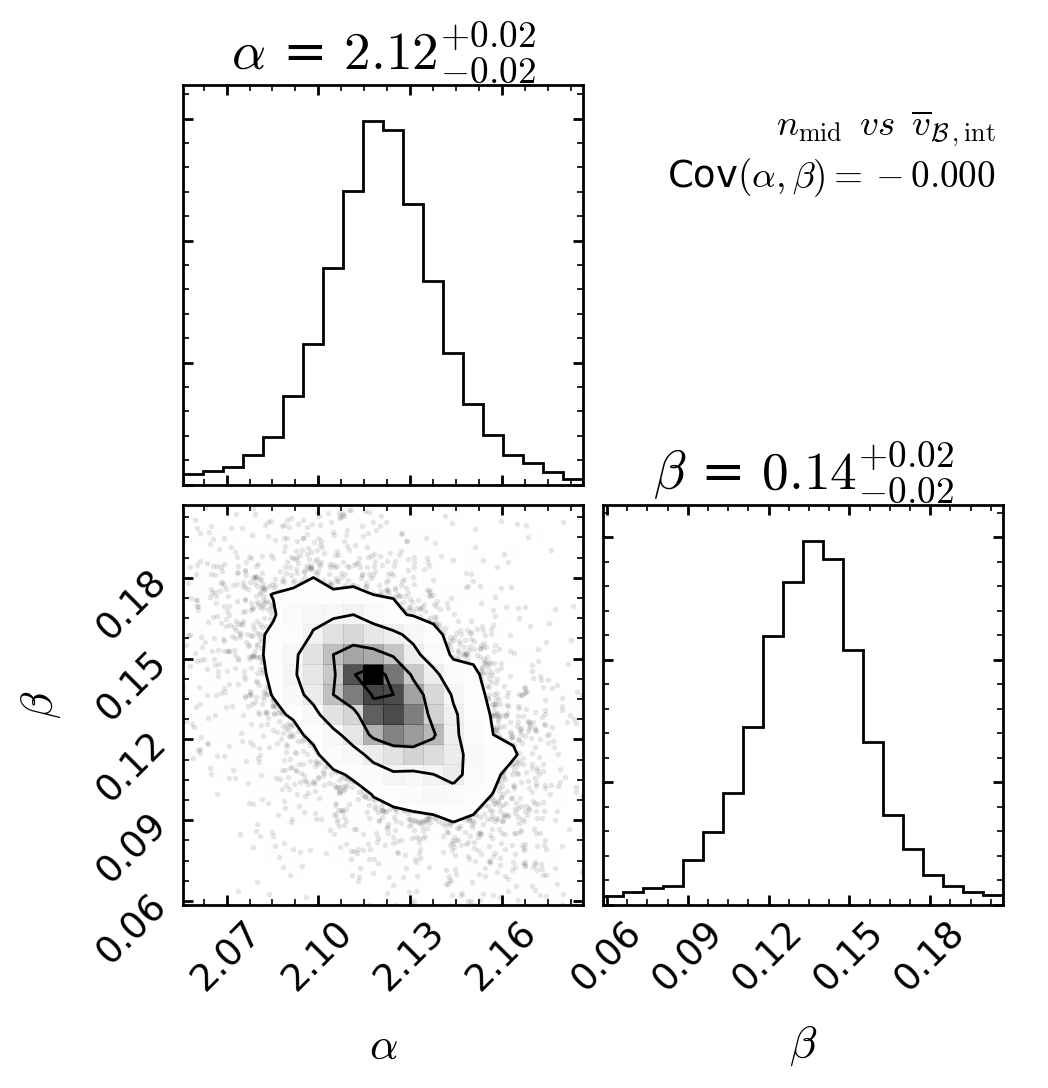 α = 2.12+0.02−0.02
n_mid vs v̅_ℬ, int
Cov(α, β) = −0.000
β = 0.14+0.02−0.02
β
0.18
0.15
0.12
0.09
0.06
2.07 2.10 2.13 2.16
0.06 0.09 0.12 0.15 0.18
α
β